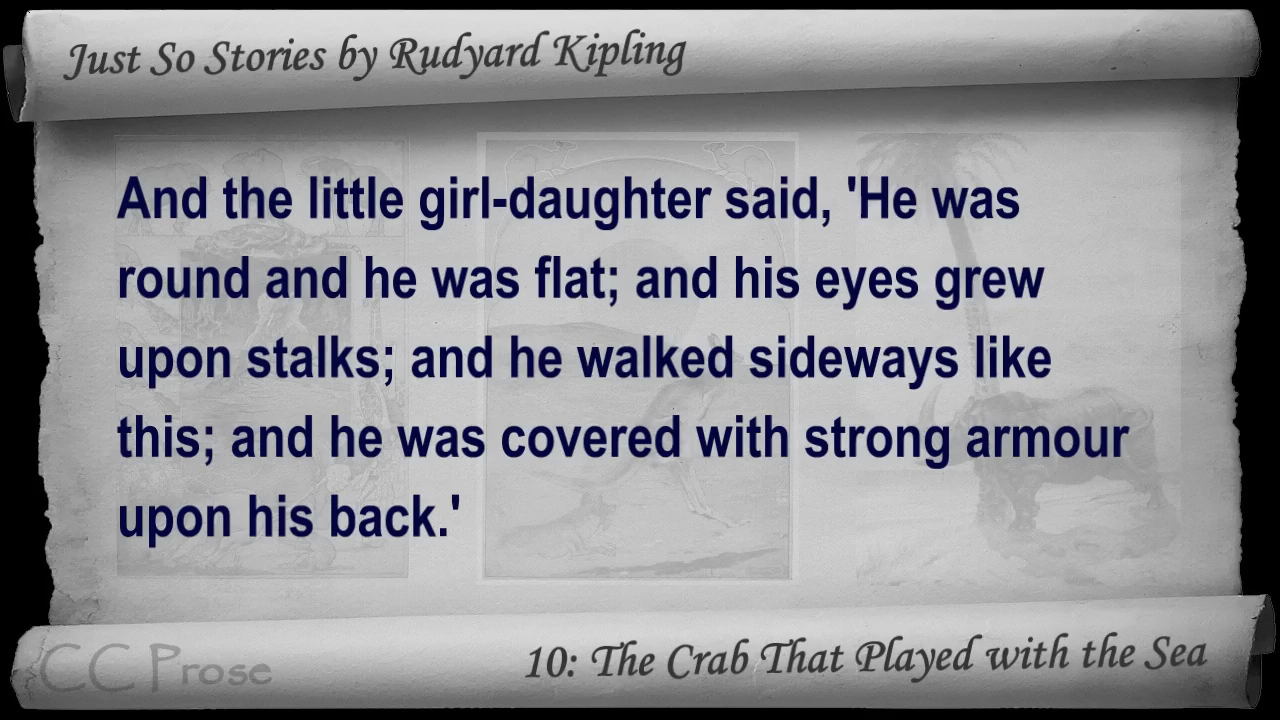 Just So Stories by Rudyard Kipling
And the little girl-daughter said, 'He was
round and he was flat; and his eyes grew
upon stalks; and he walked sideways like
this; and he was covered with strong armour
upon his back.'
CC Prose
10: The Crab That Played with the Sea